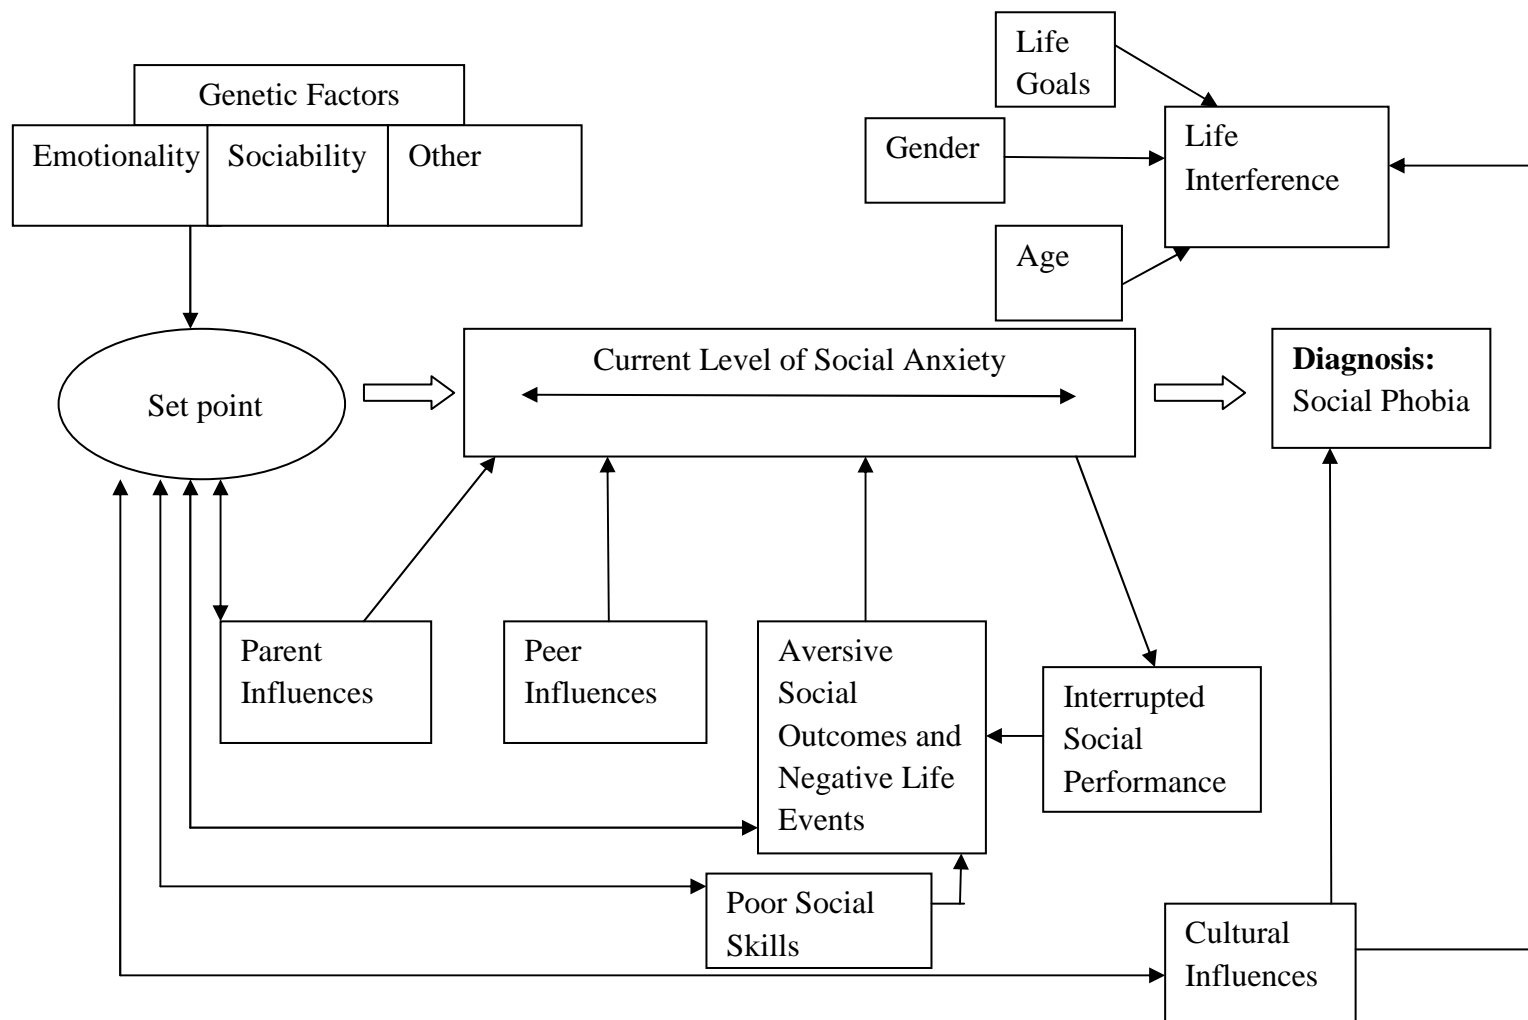 Life
Goals
Genetic Factors
Emotionality
Sociability
Other
Gender
Life
Interference
Age
Set point
Current Level of Social Anxiety
Diagnosis:
Social Phobia
Parent
Influences
Peer
Influences
Aversive
Social
Outcomes and
Negative Life
Events
Interrupted
Social
Performance
Poor Social
Skills
Cultural
Influences